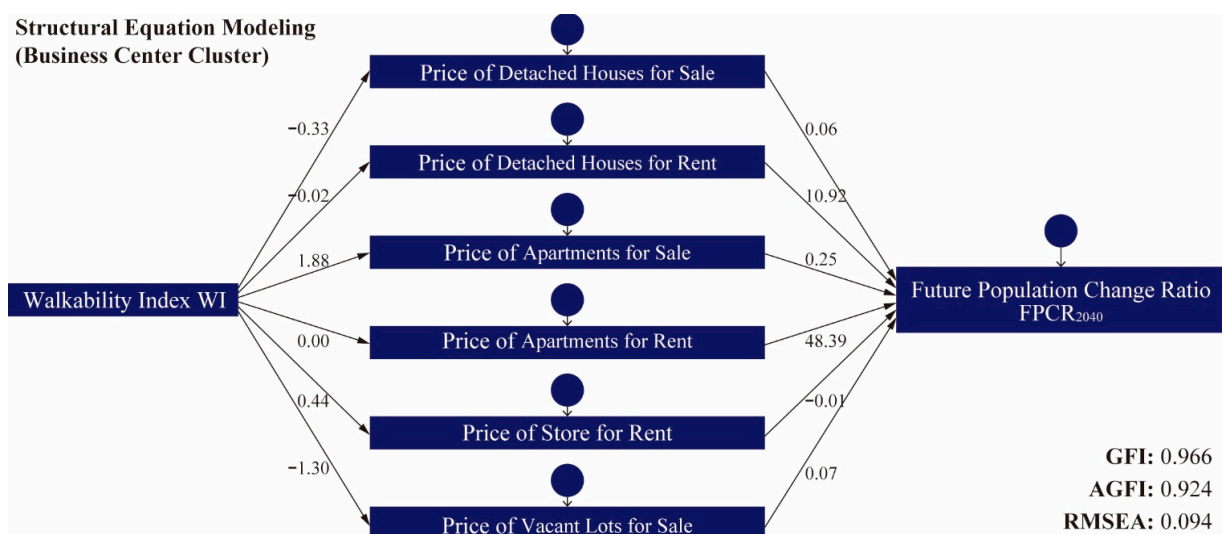 Structural Equation Modeling
(Business Center Cluster)
Price of Detached Houses for Sale
−0.33
0.06
Price of Detached Houses for Rent
−0.02
10.92
Price of Apartments for Sale
1.88
0.25
Walkability Index WI
Future Population Change Ratio
FPCR2040
Price of Apartments for Rent
0.00
48.39
0.44
−0.01
Price of Store for Rent
−1.30
0.07
Price of Vacant Lots for Sale
GFI: 0.966
AGFI: 0.924
RMSEA: 0.094